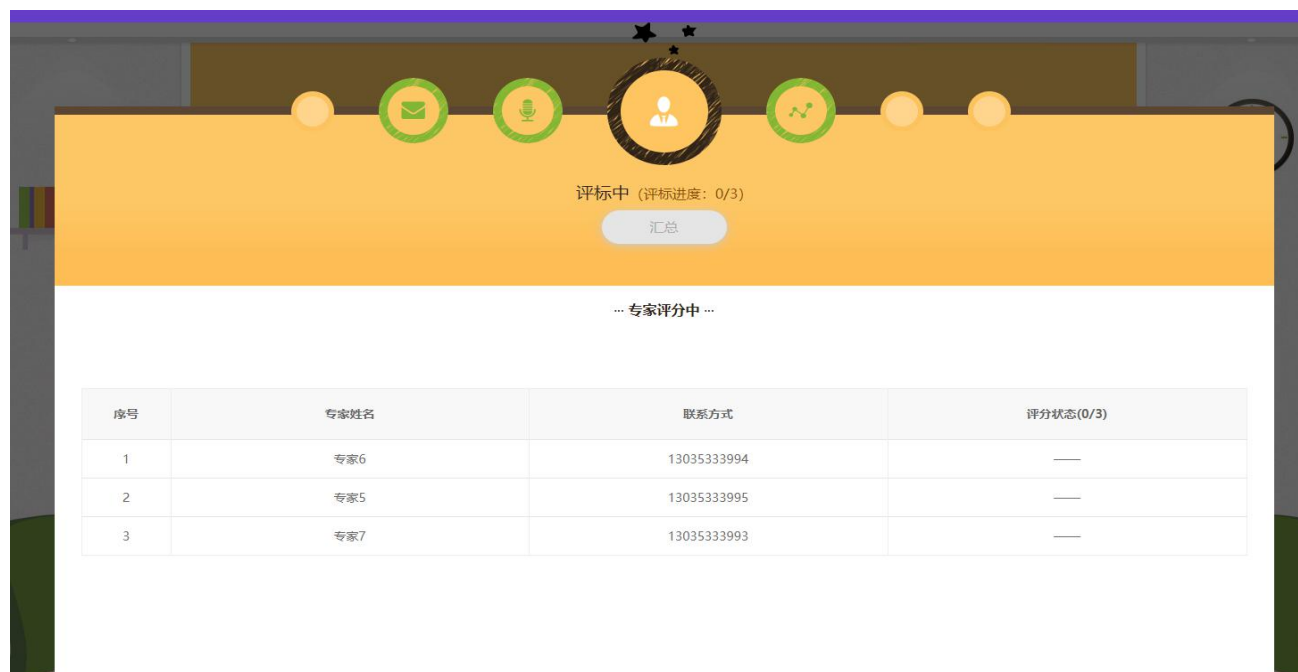 评标中（评标进度：0/3）
汇总
··· 专家评分中 ···
序号 专家姓名 联系方式 评分状态(0/3)
1 专家6 13035333994 ——
2 专家5 13035333995 ——
3 专家7 13035333993 ——